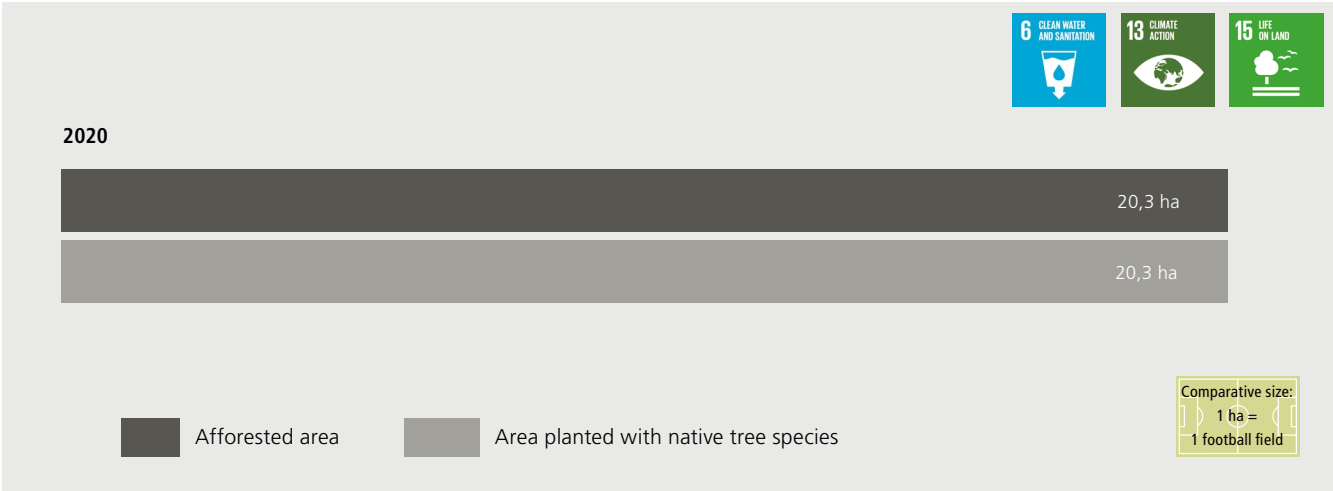 6 CLEAN WATER
AND SANITATION
13 CLIMATE
ACTION
15 LIFE
ON LAND
2020
20,3 ha
20,3 ha
Afforested area
Area planted with native tree species
Comparative size:
1 ha =
1 football field